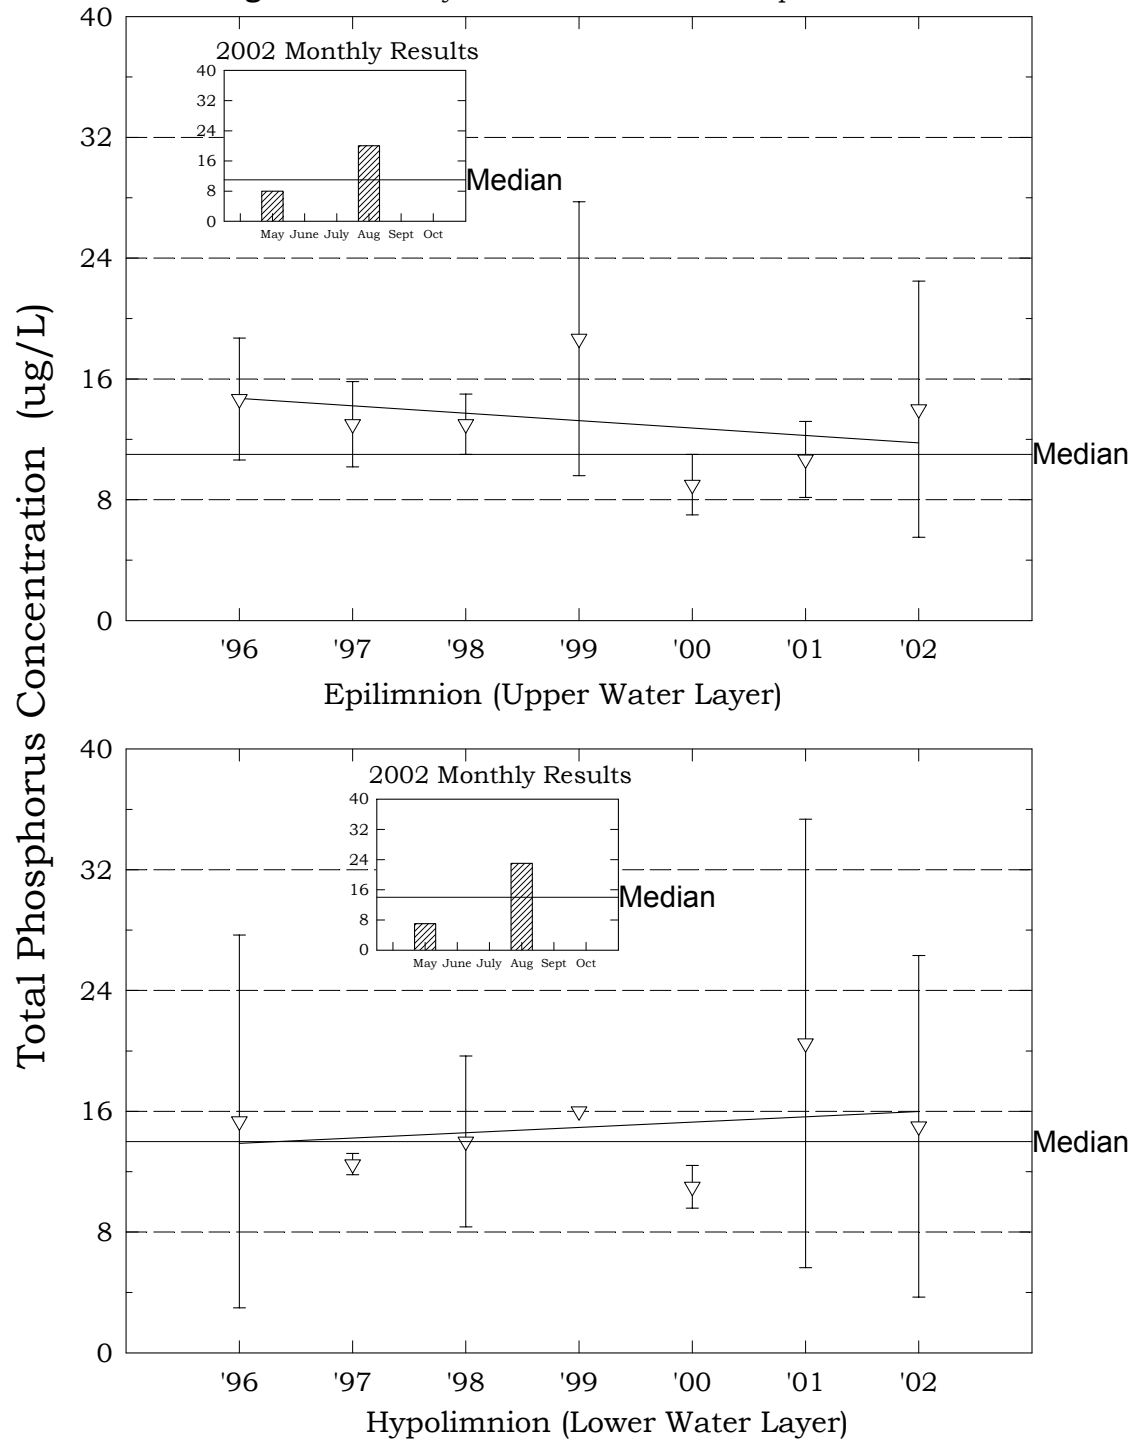 40
2002 Monthly Results
40
32
24
16
8
0
Median
May June July Aug Sept Oct
32
24
16
8
0
Median
'96 '97 '98 '99 '00 '01 '02
Epilimnion (Upper Water Layer)
Total Phosphorus Concentration (ug/L)
40
2002 Monthly Results
40
32
24
16
8
0
Median
May June July Aug Sept Oct
32
24
16
8
0
Median
'96 '97 '98 '99 '00 '01 '02
Hypolimnion (Lower Water Layer)